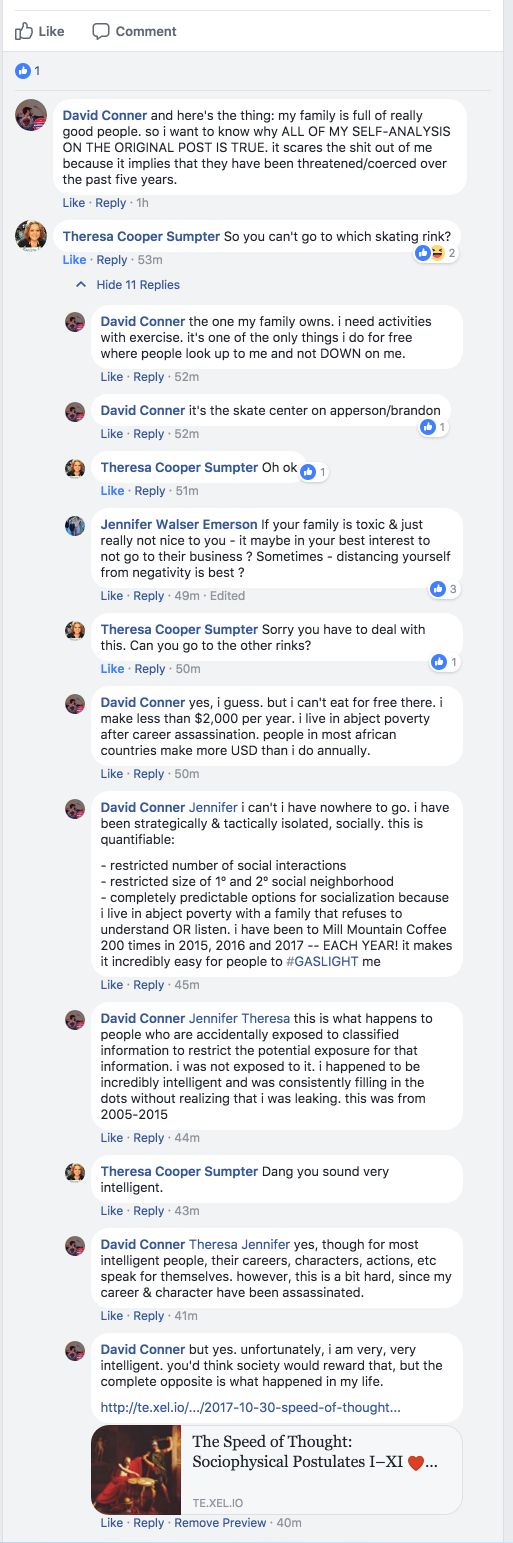 Like Comment
1
David Conner and here's the thing: my family is full of really
good people. so i want to know why ALL OF MY SELF-ANALYSIS
ON THE ORIGINAL POST IS TRUE. it scares the shit out of me
because it implies that they have been threatened/coerced over
the past five years.
Like · Reply · 1h
Theresa Cooper Sumpter So you can't go to which skating rink?
2
Like · Reply · 53m
Hide 11 Replies
David Conner the one my family owns. i need activities
with exercise. it's one of the only things i do for free
where people look up to me and not DOWN on me.
Like · Reply · 52m
David Conner it's the skate center on apperson/brandon
1
Like · Reply · 52m
Theresa Cooper Sumpter Oh ok
1
Like · Reply · 51m
Jennifer Walser Emerson If your family is toxic & just
really not nice to you - it maybe in your best interest to
not go to their business ? Sometimes - distancing yourself
from negativity is best ?
3
Like · Reply · 49m · Edited
Theresa Cooper Sumpter Sorry you have to deal with
this. Can you go to the other rinks?
1
Like · Reply · 50m
David Conner yes, i guess. but i can't eat for free there. i
make less than $2,000 per year. i live in abject poverty
after career assassination. people in most african
countries make more USD than i do annually.
Like · Reply · 50m
David Conner Jennifer i can't i have nowhere to go. i have
been strategically & tactically isolated, socially. this is
quantifiable:
- restricted number of social interactions
- restricted size of 1º and 2º social neighborhood
- completely predictable options for socialization because
i live in abject poverty with a family that refuses to
understand OR listen. i have been to Mill Mountain Coffee
200 times in 2015, 2016 and 2017 -- EACH YEAR! it makes
it incredibly easy for people to #GASLIGHT me
Like · Reply · 45m
David Conner Jennifer Theresa this is what happens to
people who are accidentally exposed to classified
information to restrict the potential exposure for that
information. i was not exposed to it. i happened to be
incredibly intelligent and was consistently filling in the
dots without realizing that i was leaking. this was from
2005-2015
Like · Reply · 44m
Theresa Cooper Sumpter Dang you sound very
intelligent.
Like · Reply · 43m
David Conner Theresa Jennifer yes, though for most
intelligent people, their careers, characters, actions, etc
speak for themselves. however, this is a bit hard, since my
career & character have been assassinated.
Like · Reply · 41m
David Conner but yes. unfortunately, i am very, very
intelligent. you'd think society would reward that, but the
complete opposite is what happened in my life.
http://te.xel.io/.../2017-10-30-speed-of-thought...
The Speed of Thought:
Sociophysical Postulates I–XI ♥...
TE.XEL.IO
Like · Reply · Remove Preview · 40m